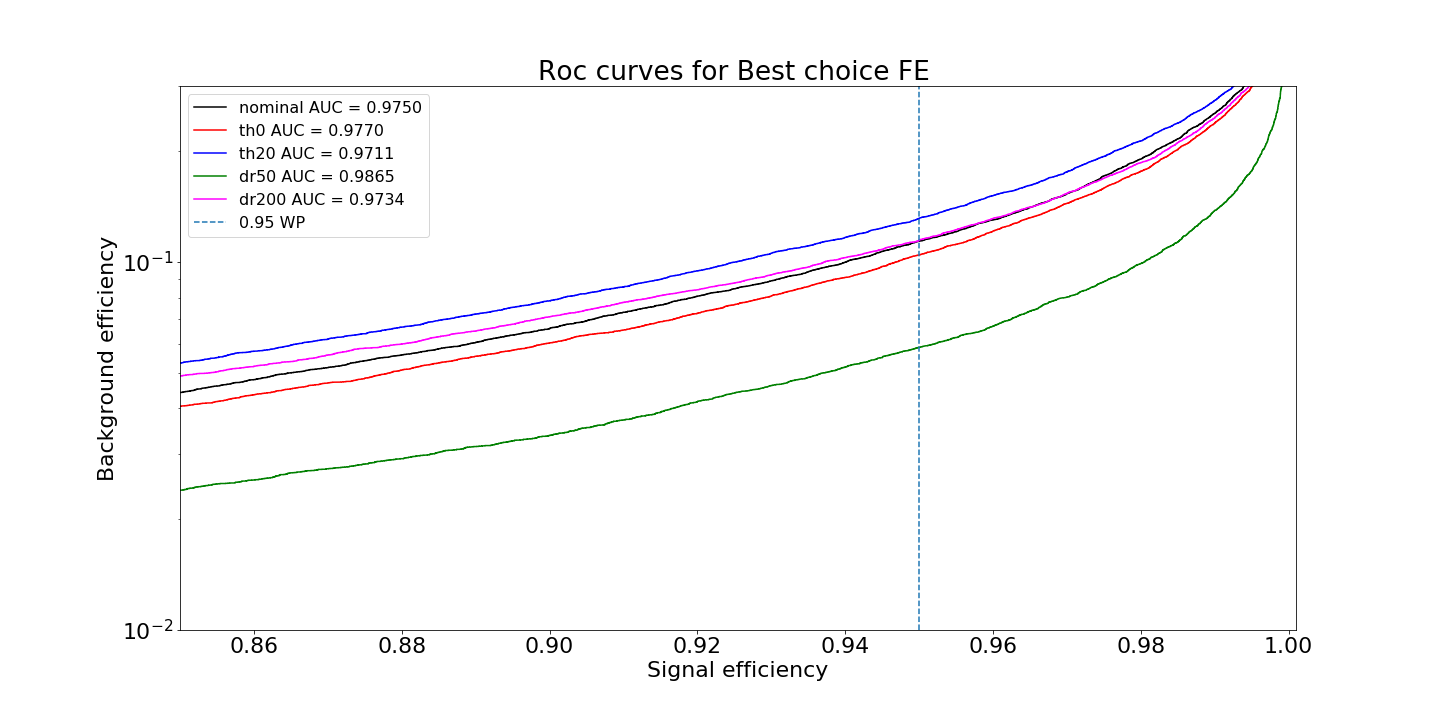 Roc curves for Best choice FE
nominal AUC = 0.9750
th0 AUC = 0.9770
th20 AUC = 0.9711
dr50 AUC = 0.9865
dr200 AUC = 0.9734
0.95 WP
Background efficiency
10⁻¹
10⁻²
0.86 0.88 0.90 0.92 0.94 0.96 0.98 1.00
Signal efficiency